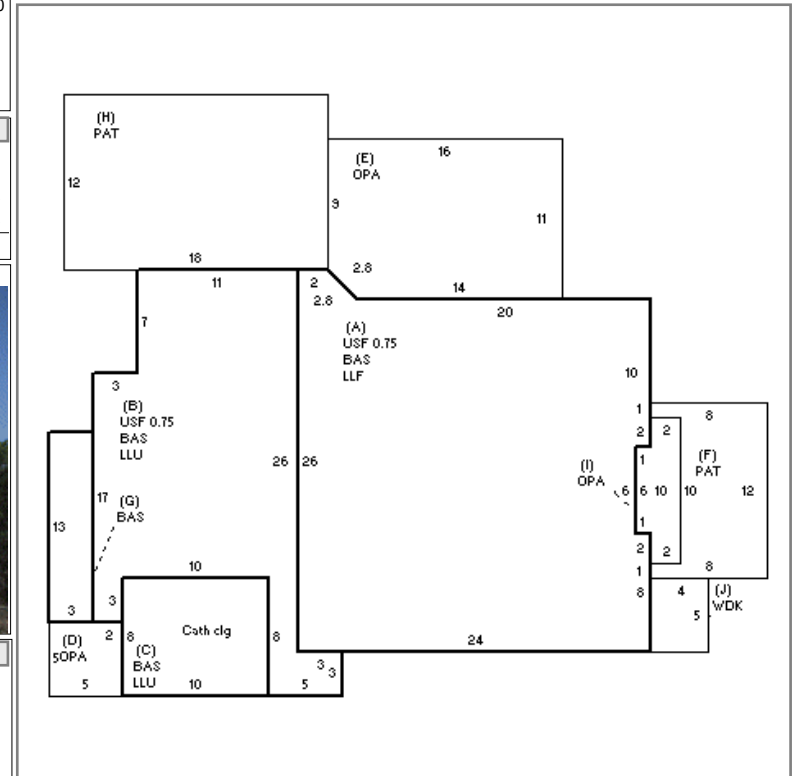 (H)
PAT
12
18
(E)
OPA
16
9
11
2.8
14
11
2
2.8
20
7
(A)
USF 0.75
BAS
LLF
10
3
(B)
USF 0.75
BAS
LLU
1
8
2
2
26
26
1
(F)
PAT
(I)
OPA
6
6
10
10
12
17
(G)
BAS
13
1
2
2
1
8
10
3
3
8
4
(J)
WDK
5
2
8
Cath clg
8
24
(D)
5OPA
(C)
BAS
LLU
3
3
5
10
5